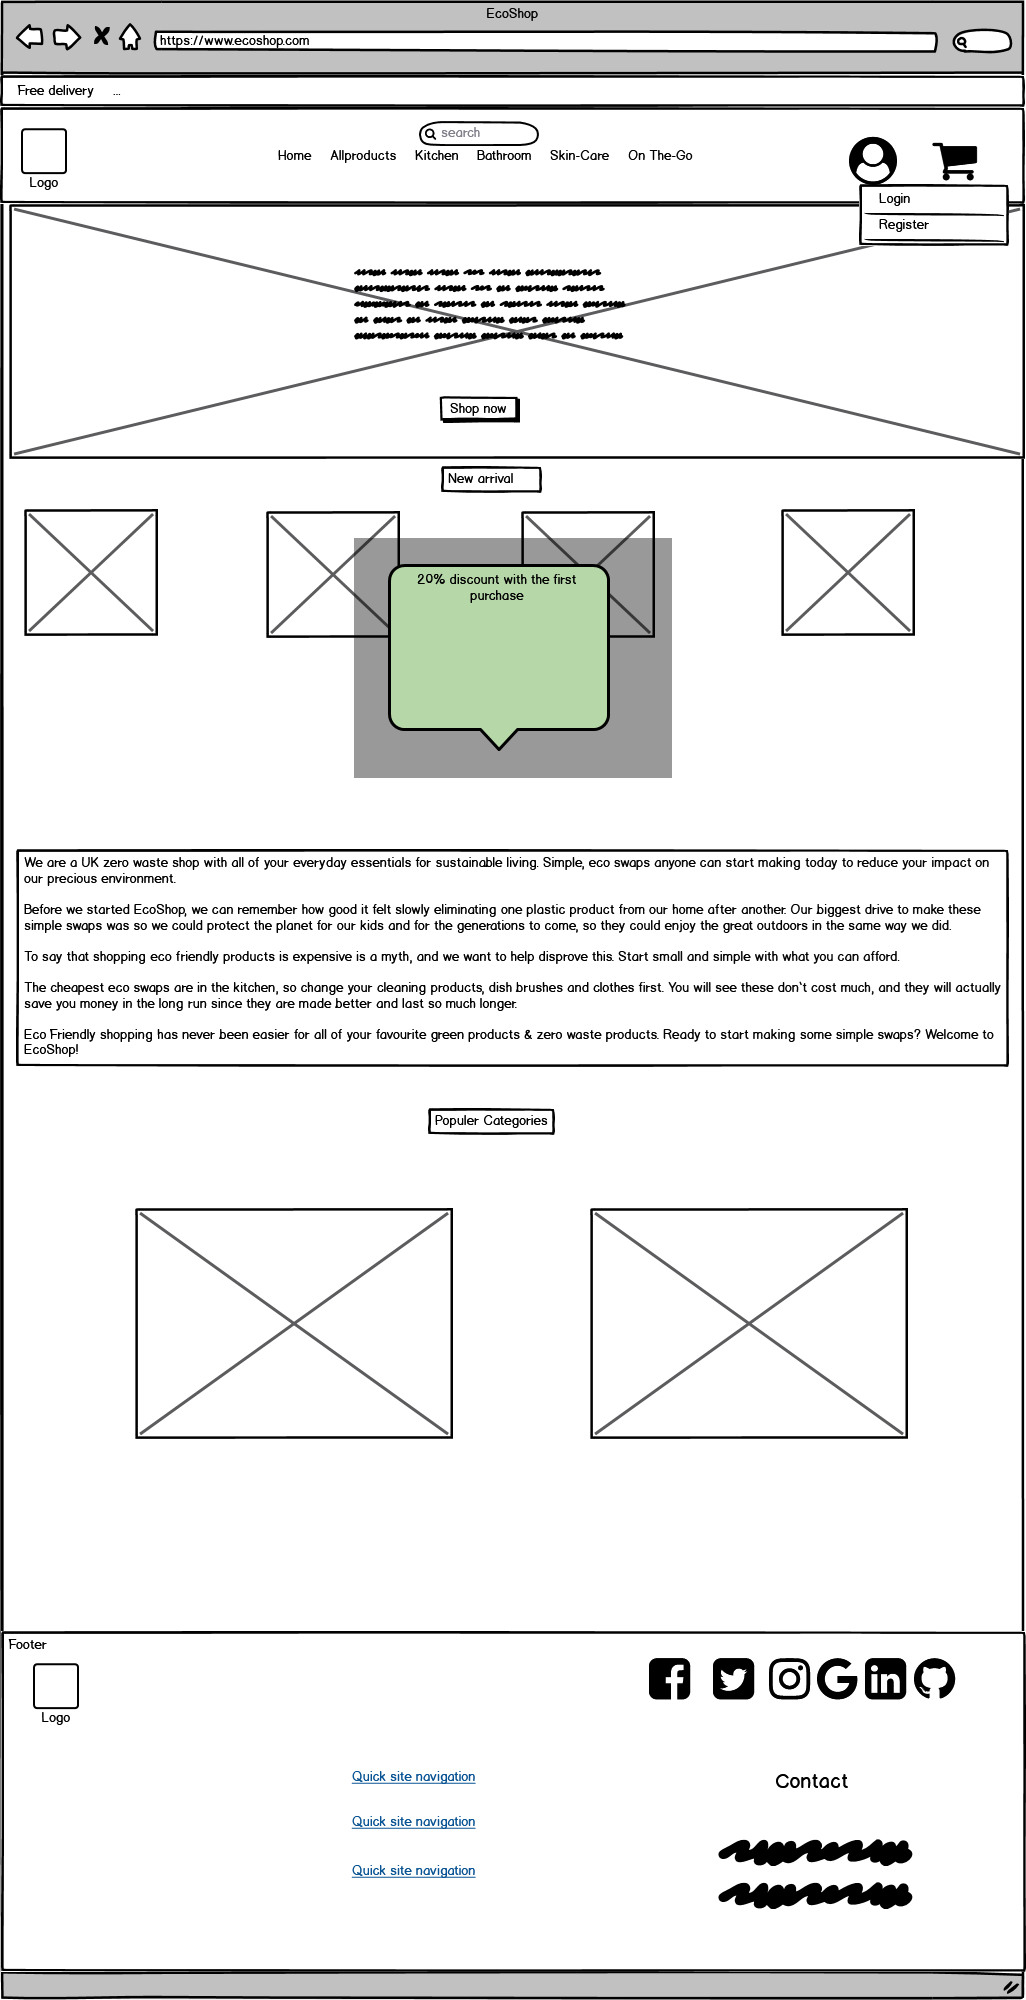 EcoShop
https://www.ecoshop.com
Free delivery ...
search
Home Allproducts Kitchen Bathroom Skin-Care On The-Go
Logo
Login
Register
Shop now
New arrival
20% discount with the first
purchase
We are a UK zero waste shop with all of your everyday essentials for sustainable living. Simple, eco swaps anyone can start making today to reduce your impact on
our precious environment.
Before we started EcoShop, we can remember how good it felt slowly eliminating one plastic product from our home after another. Our biggest drive to make these
simple swaps was so we could protect the planet for our kids and for the generations to come, so they could enjoy the great outdoors in the same way we did.
To say that shopping eco friendly products is expensive is a myth, and we want to help disprove this. Start small and simple with what you can afford.
The cheapest eco swaps are in the kitchen, so change your cleaning products, dish brushes and clothes first. You will see these don't cost much, and they will actually
save you money in the long run since they are made better and last so much longer.
Eco Friendly shopping has never been easier for all of your favourite green products & zero waste products. Ready to start making some simple swaps? Welcome to
EcoShop!
Populer Categories
Footer
Logo
Quick site navigation
Quick site navigation
Quick site navigation
Contact